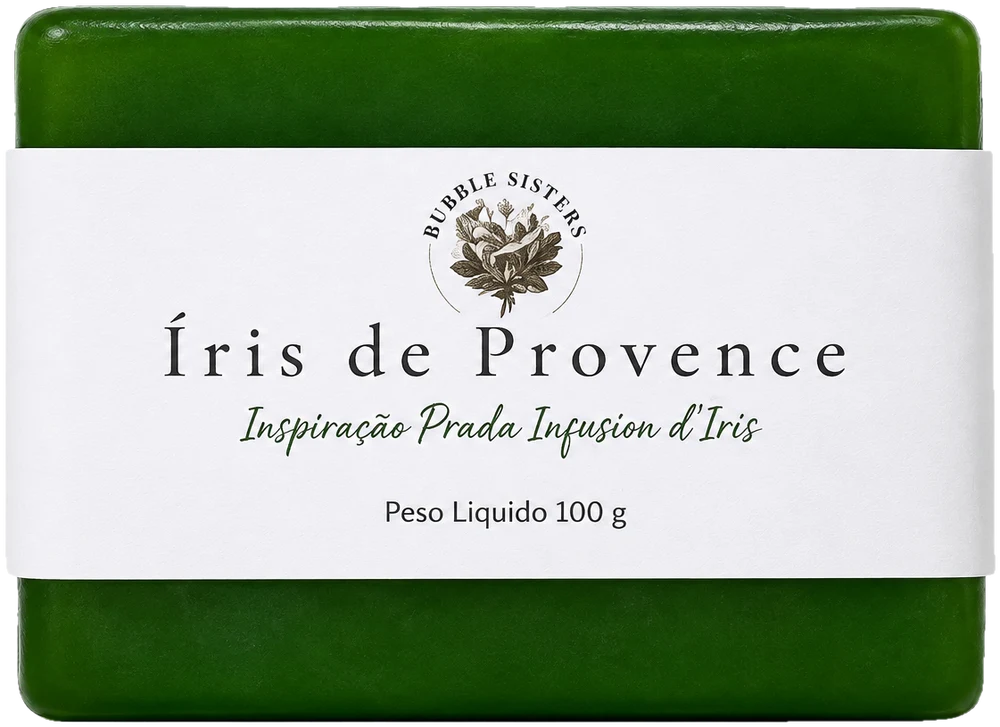 BUBBLE SISTERS
Íris de Provence
Inspiração Prada Infusion d'Iris
Peso Liquido 100 g